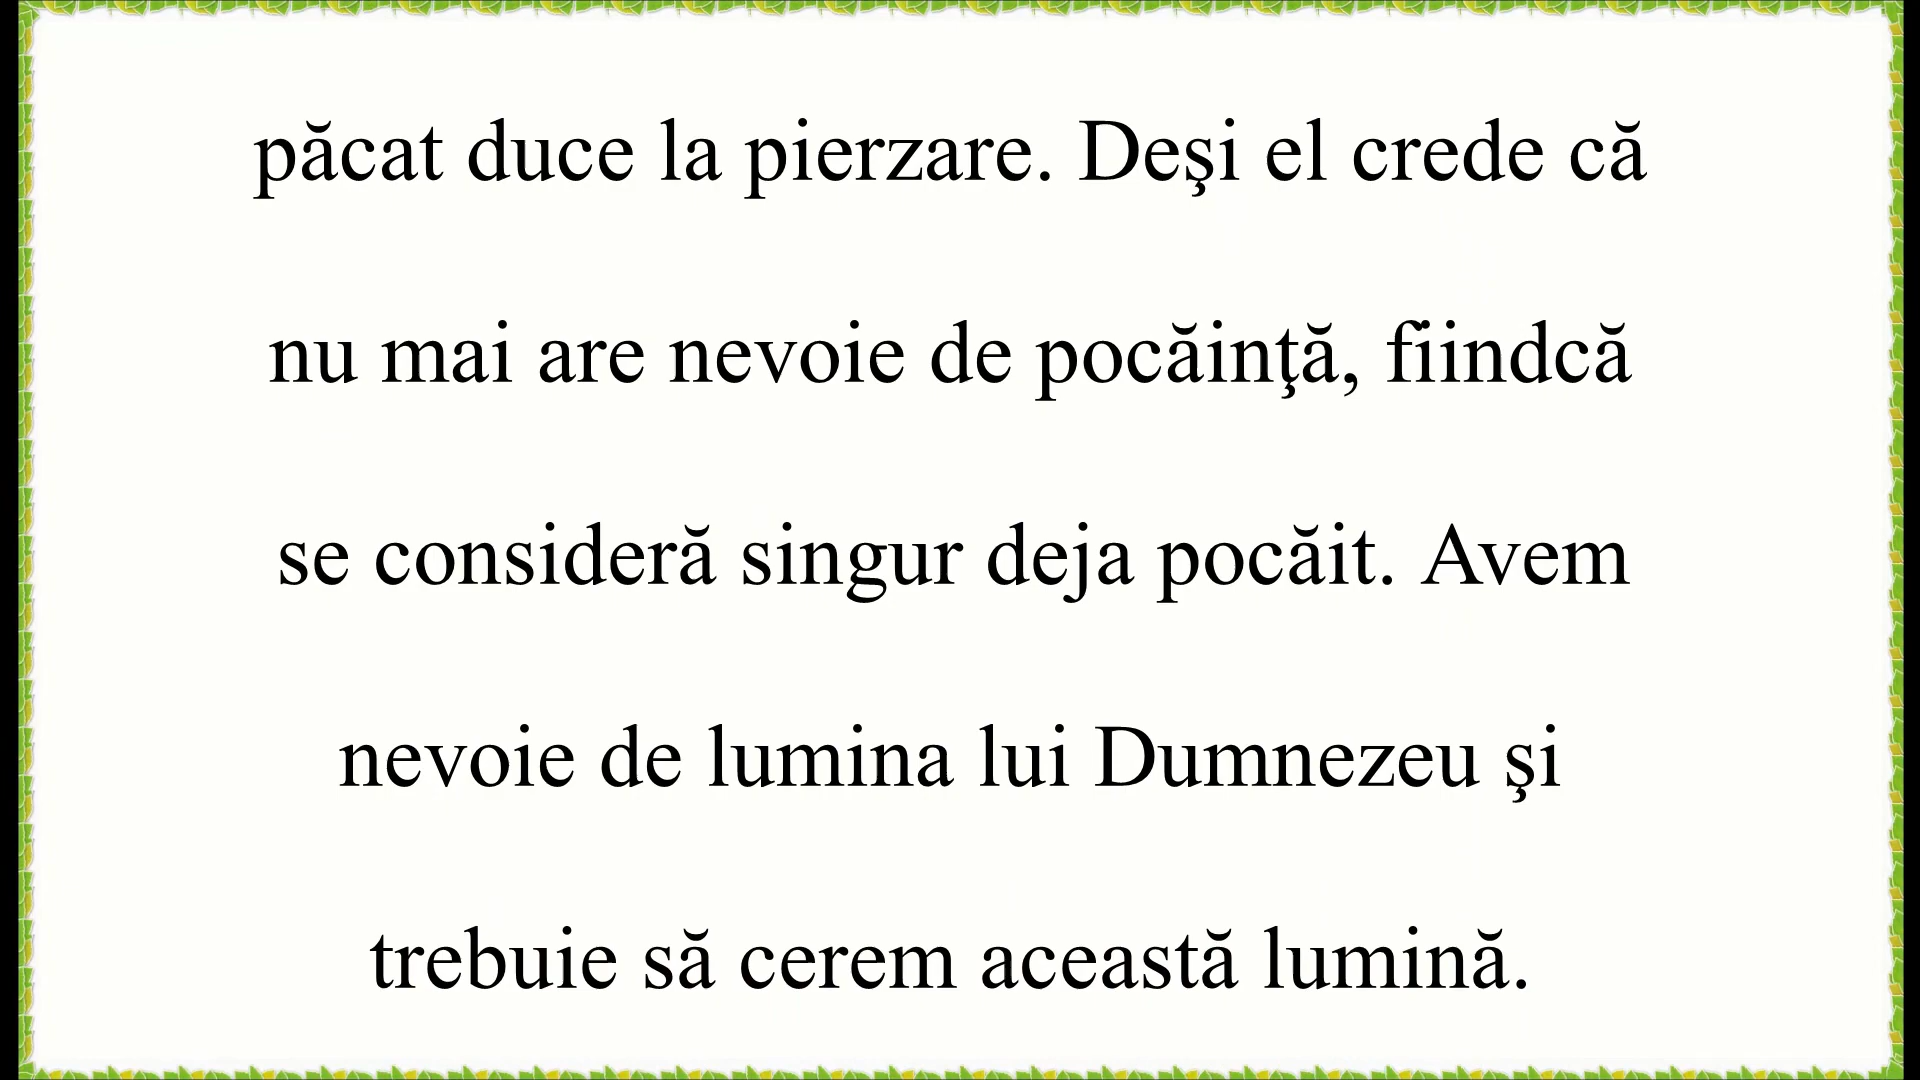 păcat duce la pierzare. Deşi el crede că
nu mai are nevoie de pocăinţă, fiindcă
se consideră singur deja pocăit. Avem
nevoie de lumina lui Dumnezeu şi
trebuie să cerem această lumină.